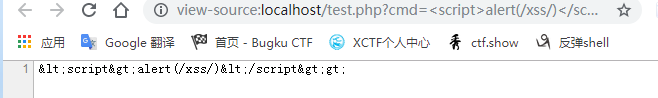 view-source:localhost/test.php?cmd=<script>alert(/xss/)</sc...
应用 Google 翻译 首页 - Bugku CTF XCTF个人中心 ctf.show 反弹shell
1 &lt;script&gt;alert(/xss/)&lt;/script&gt;gt;